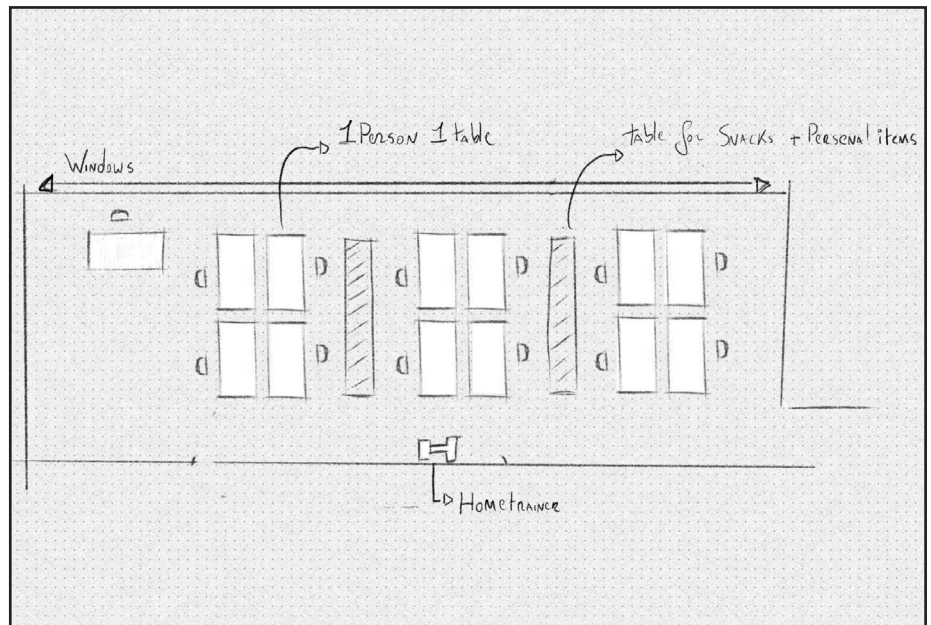 1 Person 1 table
table for Snacks + Personal items
Windows
Hometrainer